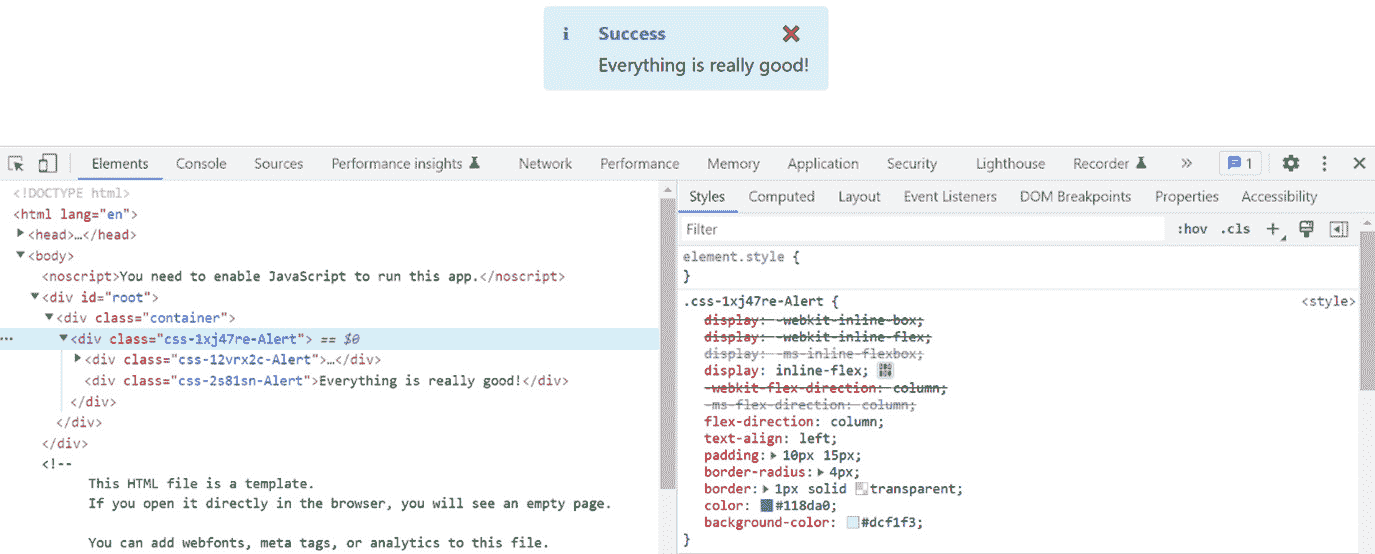 i Success ❌
Everything is really good!
Elements Console Sources Performance insights Network Performance Memory Application Security Lighthouse Recorder » 1
<!DOCTYPE html>
<html lang="en">
<head>…</head>
<body>
<noscript>You need to enable JavaScript to run this app.</noscript>
<div id="root">
<div class="container">
… <div class="css-1xj47re-Alert"> == $0
<div class="css-12vrx2c-Alert">…</div>
<div class="css-2s81sn-Alert">Everything is really good!</div>
</div>
</div>
</div>
<!--
This HTML file is a template.
If you open it directly in the browser, you will see an empty page.
You can add webfonts, meta tags, or analytics to this file.
Styles Computed Layout Event Listeners DOM Breakpoints Properties Accessibility
Filter :hov .cls +
element.style {
}
.css-1xj47re-Alert { <style>
display: -webkit-inline-box;
display: -webkit-inline-flex;
display: -ms-inline-flexbox;
display: inline-flex;
-webkit-flex-direction: column;
-ms-flex-direction: column;
flex-direction: column;
text-align: left;
padding: 10px 15px;
border-radius: 4px;
border: 1px solid transparent;
color: #118da0;
background-color: #dcf1f3;
}